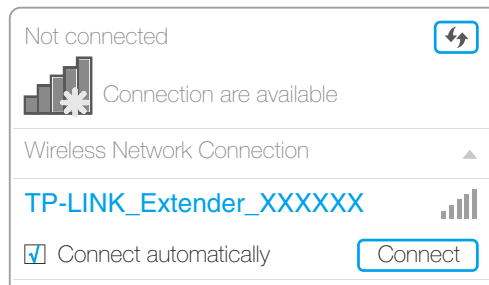 Not connected
Connection are available
Wireless Network Connection
TP-LINK_Extender_XXXXXX
Connect automatically
Connect